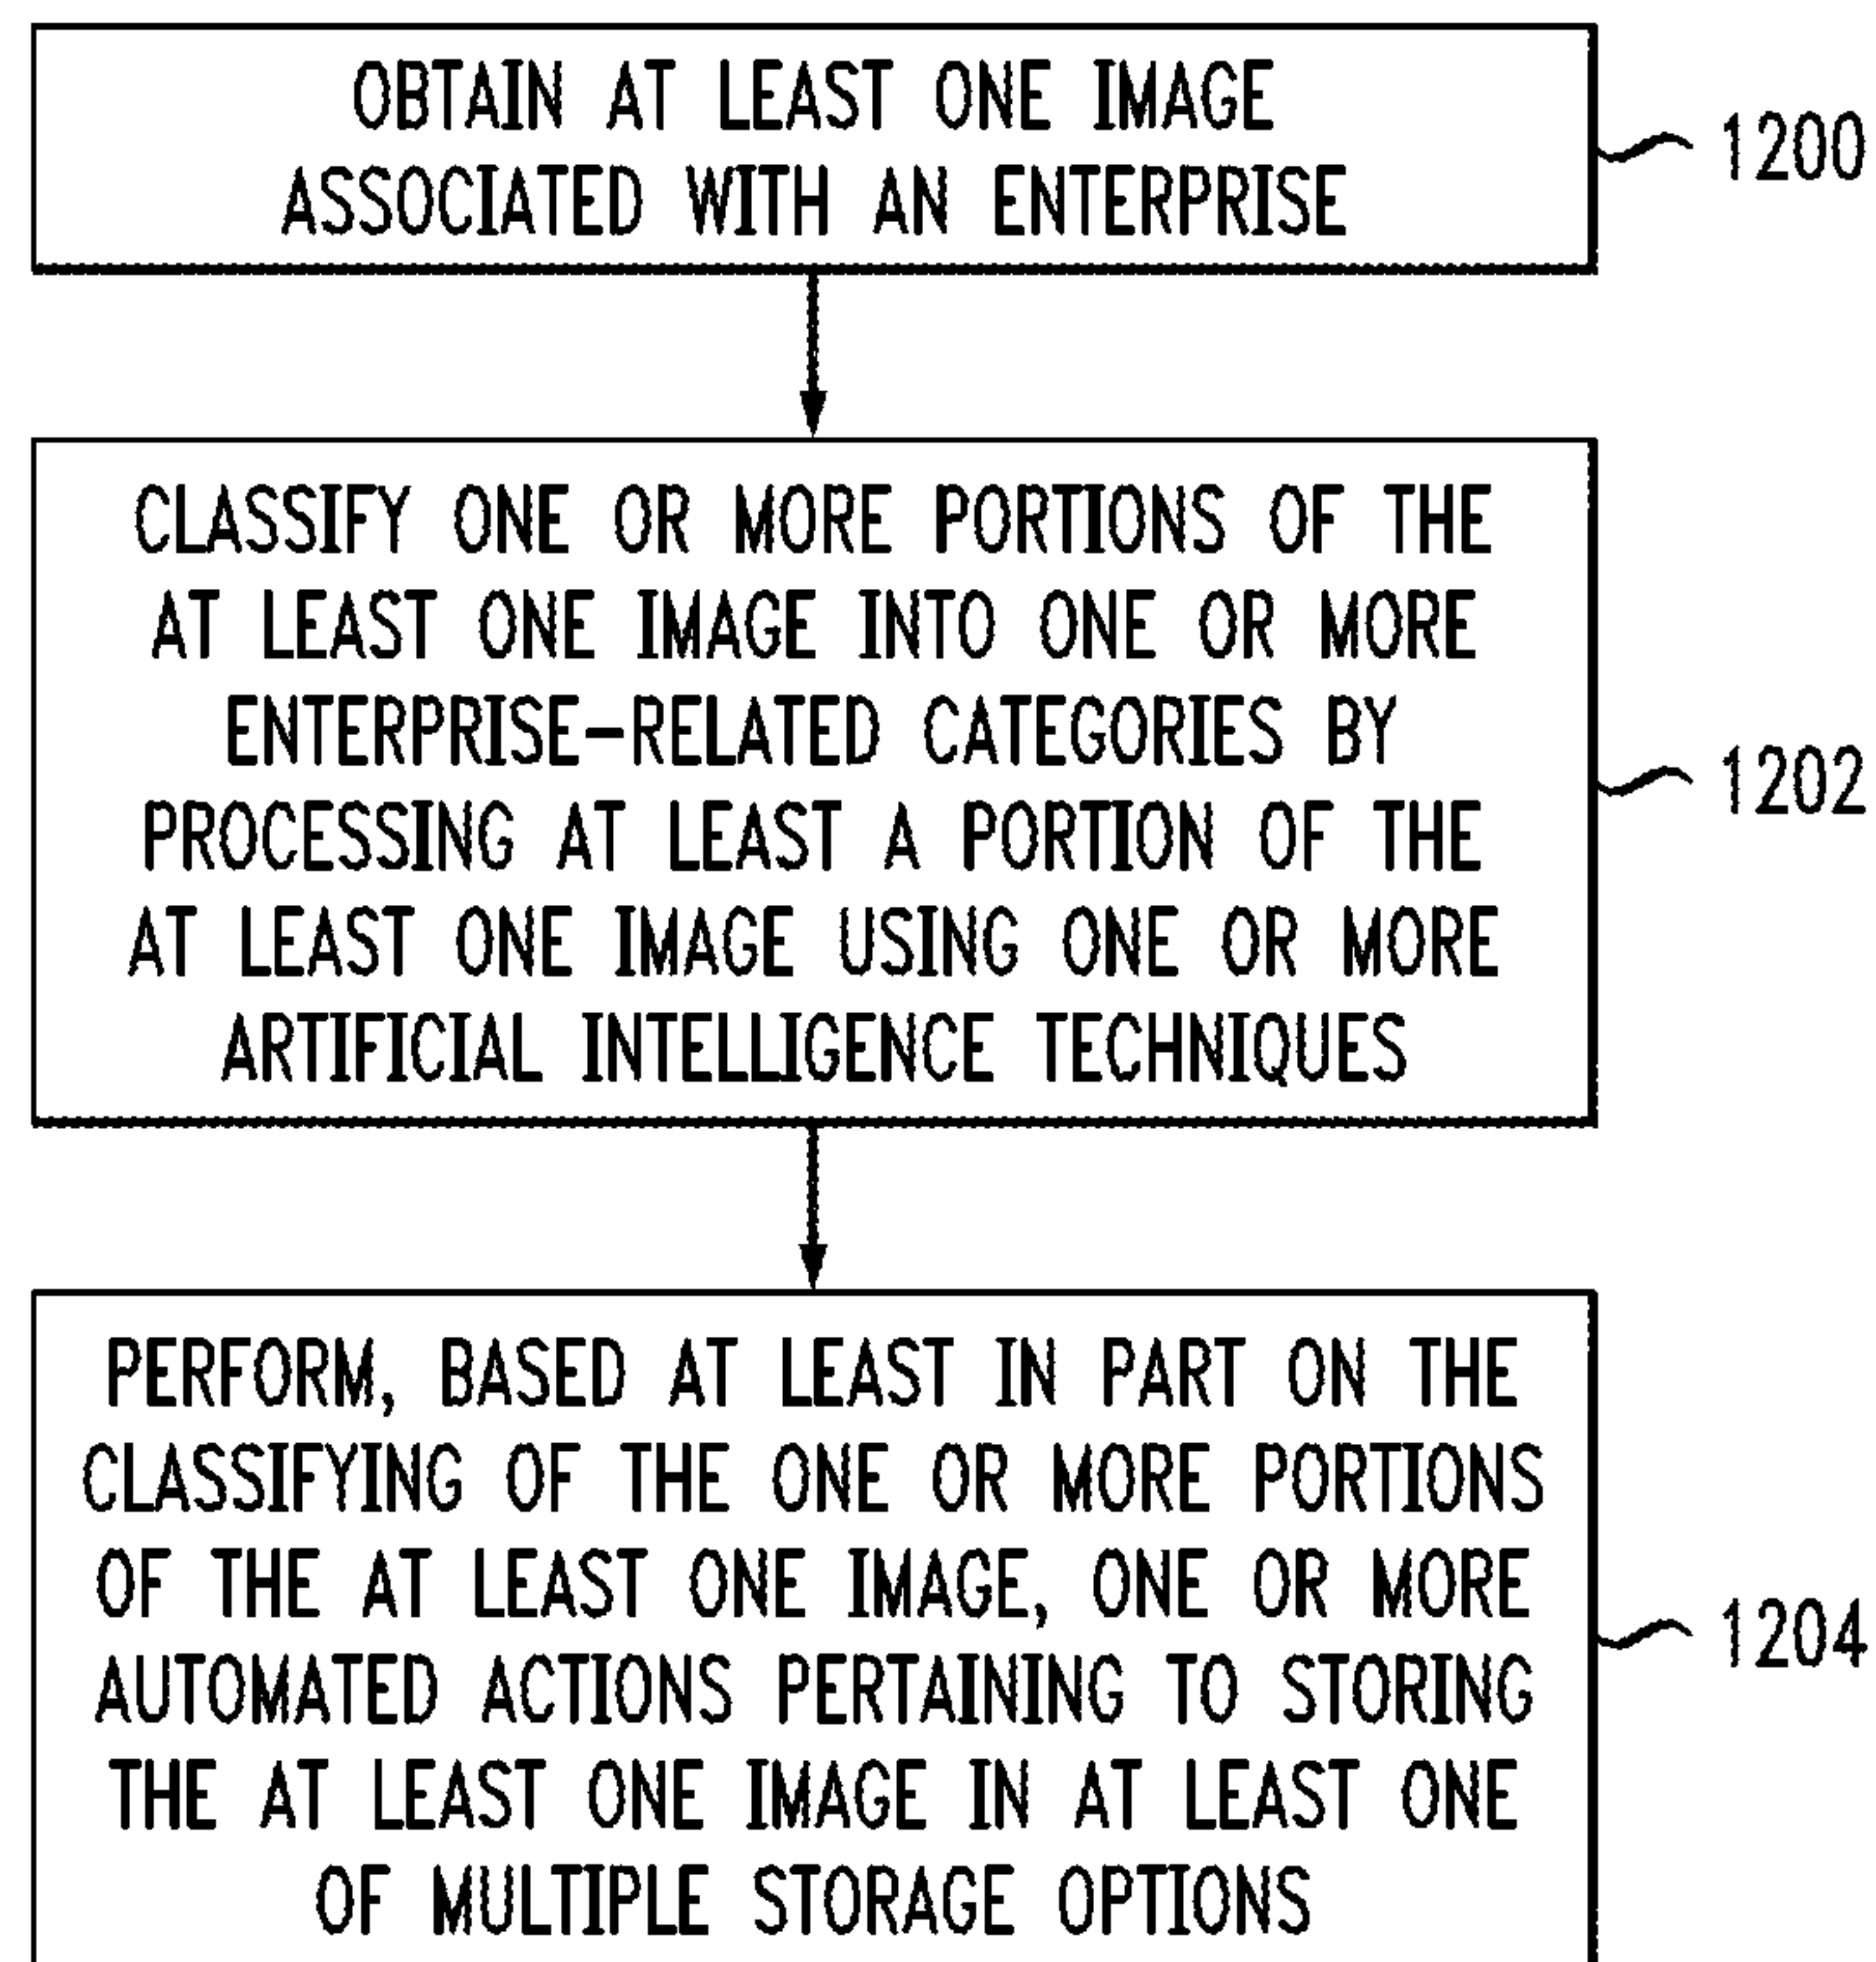 OBTAIN AT LEAST ONE IMAGE
ASSOCIATED WITH AN ENTERPRISE
1200
CLASSIFY ONE OR MORE PORTIONS OF THE
AT LEAST ONE IMAGE INTO ONE OR MORE
ENTERPRISE-RELATED CATEGORIES BY
PROCESSING AT LEAST A PORTION OF THE
AT LEAST ONE IMAGE USING ONE OR MORE
ARTIFICIAL INTELLIGENCE TECHNIQUES
1202
PERFORM, BASED AT LEAST IN PART ON THE
CLASSIFYING OF THE ONE OR MORE PORTIONS
OF THE AT LEAST ONE IMAGE, ONE OR MORE
AUTOMATED ACTIONS PERTAINING TO STORING
THE AT LEAST ONE IMAGE IN AT LEAST ONE
OF MULTIPLE STORAGE OPTIONS
1204